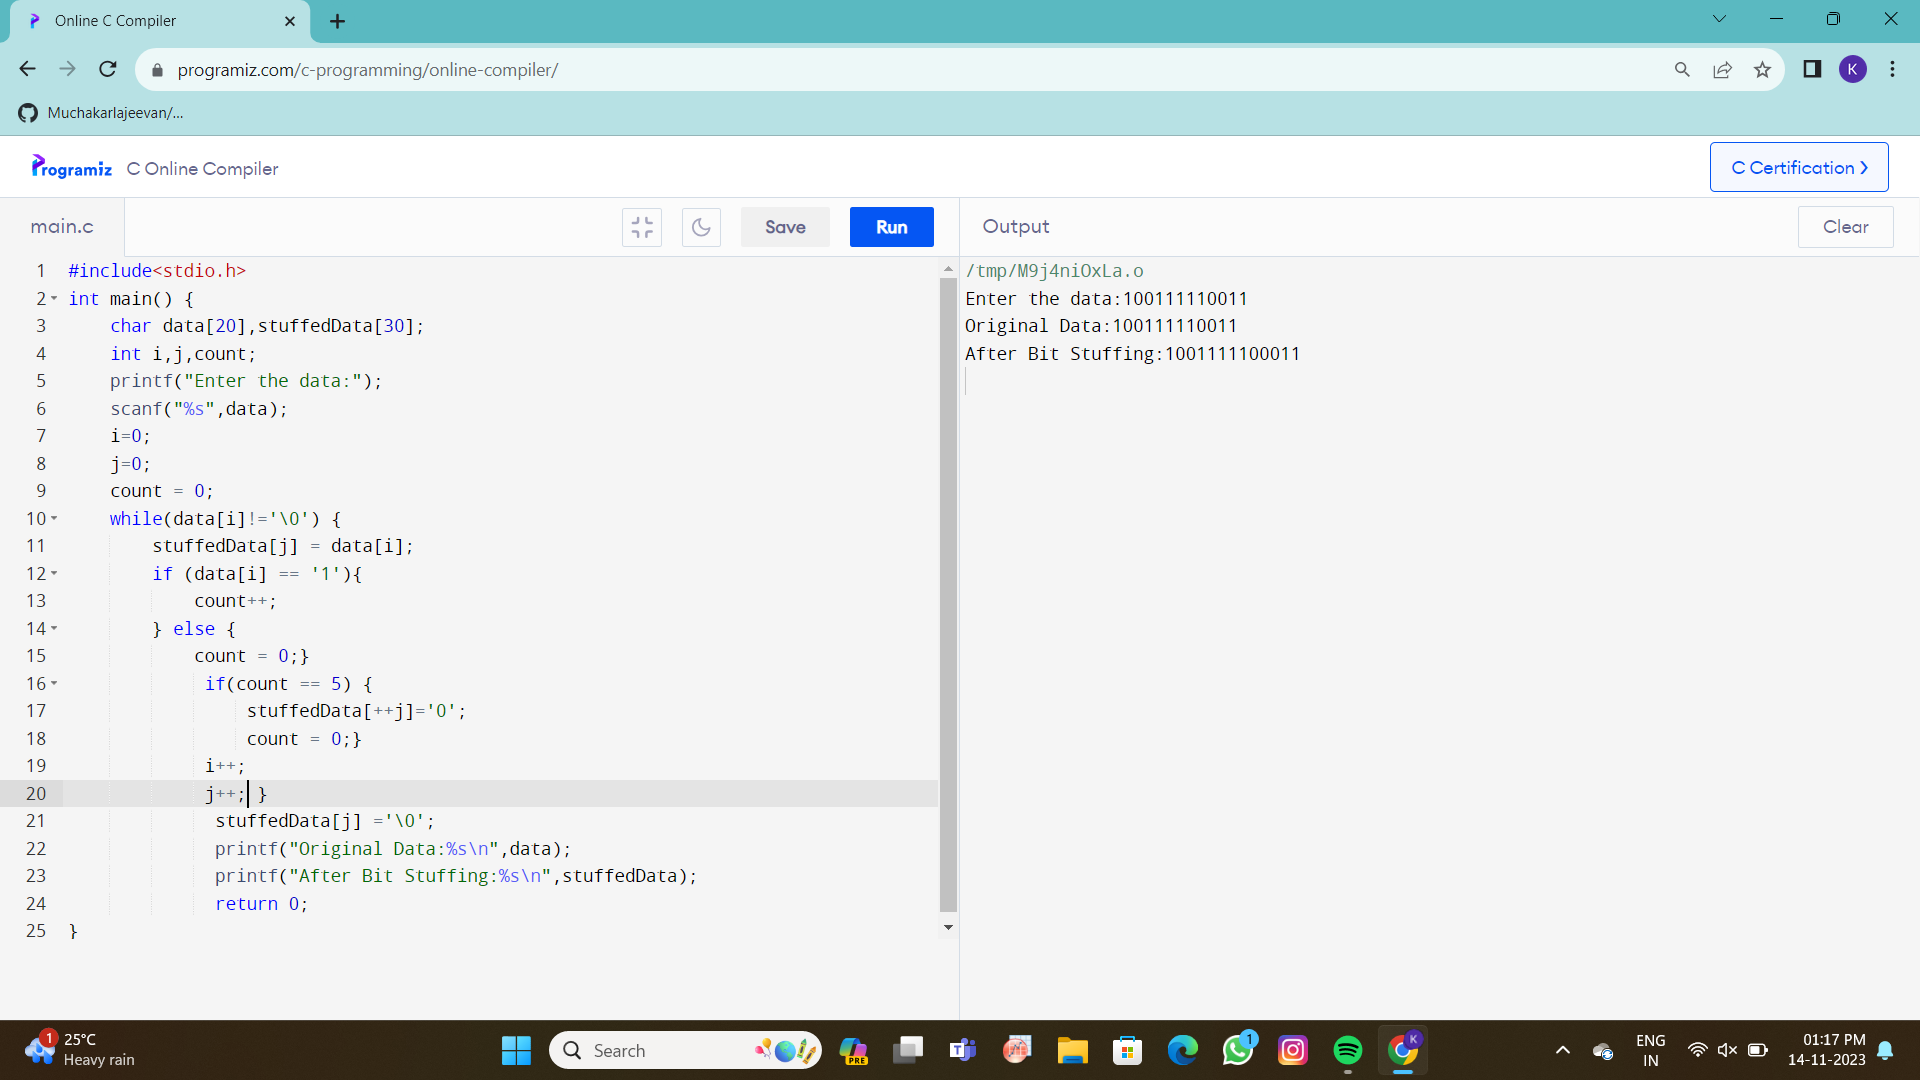 Online C Compiler
programiz.com/c-programming/online-compiler/
K
Muchakarlajeevan/...
Programiz C Online Compiler
C Certification
main.c
Save
Run
Output
Clear
1 #include<stdio.h>
2 int main() {
3 char data[20],stuffedData[30];
4 int i,j,count;
5 printf("Enter the data:");
6 scanf("%s",data);
7 i=0;
8 j=0;
9 count = 0;
10 while(data[i]!='\0') {
11 stuffedData[j] = data[i];
12 if (data[i] == '1'){
13 count++;
14 } else {
15 count = 0;}
16 if(count == 5) {
17 stuffedData[++j]='0';
18 count = 0;}
19 i++;
20 j++; }
21 stuffedData[j] ='\0';
22 printf("Original Data:%s\n",data);
23 printf("After Bit Stuffing:%s\n",stuffedData);
24 return 0;
25 }
/tmp/M9j4niOxLa.o
Enter the data:100111110011
Original Data:100111110011
After Bit Stuffing:1001111100011
1
25°C
Heavy rain
Search
PRE
T
1
K
ENG
IN
01:17 PM
14-11-2023